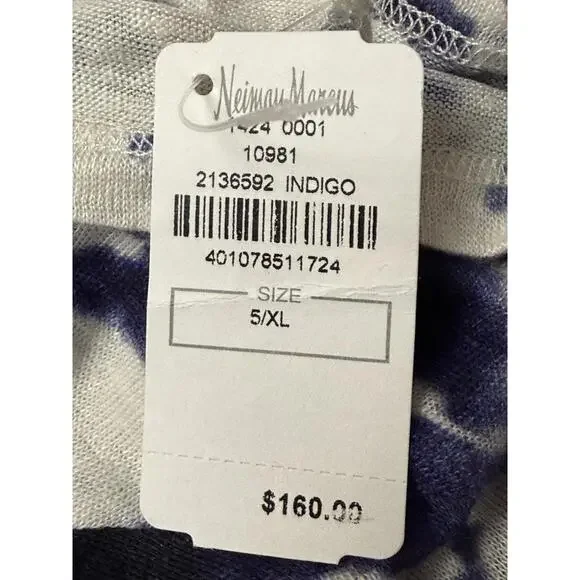 Neiman Marcus
1424 0001
10981
2136592 INDIGO
401078511724
SIZE
5/XL
$160.00